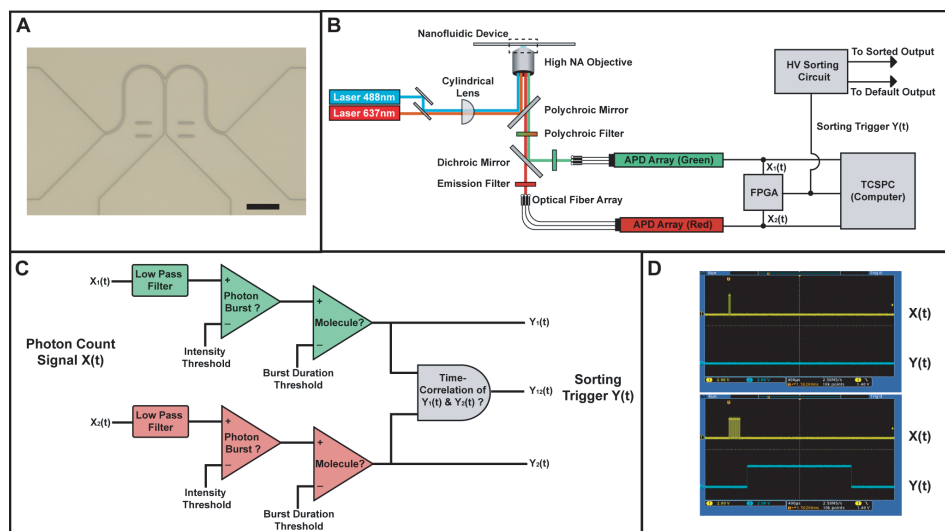 A
B
Nanofluidic Device
High NA Objective
Cylindrical
Lens
Laser 488nm
Laser 637nm
Polychroic Mirror
Polychroic Filter
Dichroic Mirror
Emission Filter
Optical Fiber Array
APD Array (Green)
APD Array (Red)
X₁(t)
FPGA
X₂(t)
TCSPC
(Computer)
HV Sorting
Circuit
To Sorted Output
To Default Output
Sorting Trigger Y(t)
C
X₁(t)
Low Pass
Filter
+
Photon
Burst ?
–
Intensity
Threshold
+
Molecule?
–
Burst Duration
Threshold
Y₁(t)
Photon Count
Signal X(t)
Time-
Correlation of
Y₁(t) & Y₂(t) ?
Y₁₂(t)
Sorting
Trigger Y(t)
X₂(t)
Low Pass
Filter
+
Photon
Burst ?
–
Intensity
Threshold
+
Molecule?
–
Burst Duration
Threshold
Y₂(t)
D
X(t)
Y(t)
X(t)
Y(t)